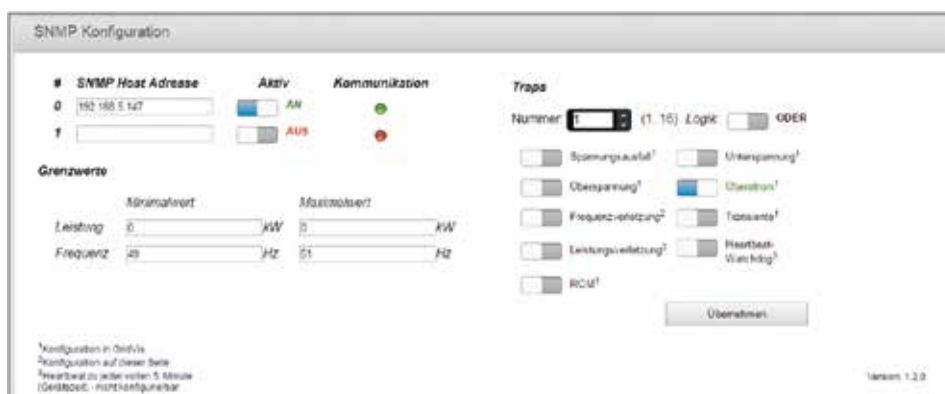 SNMP Konfiguration
# SNMP Host Adresse Aktiv Kommunikation
0 192.168.5.147 AN
1 AUS
Grenzwerte
Minimalwert Maximalwert
Leistung 0 kW 0 kW
Frequenz 49 Hz 51 Hz
Traps
Nummer: 1 (1..16) Logik: ODER
Spannungsausfall¹ Unterspannung¹
Überspannung¹ Überstrom¹
Frequenzverletzung² Transiente¹
Leistungsverletzung² Heartbeat-
Watchdog³
RCM¹
Übernehmen
¹Konfiguration in GridVis
²Konfiguration auf dieser Seite
³Heartbeat zu jeder vollen 5. Minute
(Gerätezeit) - nicht konfigurierbar
Version: 1.2.0